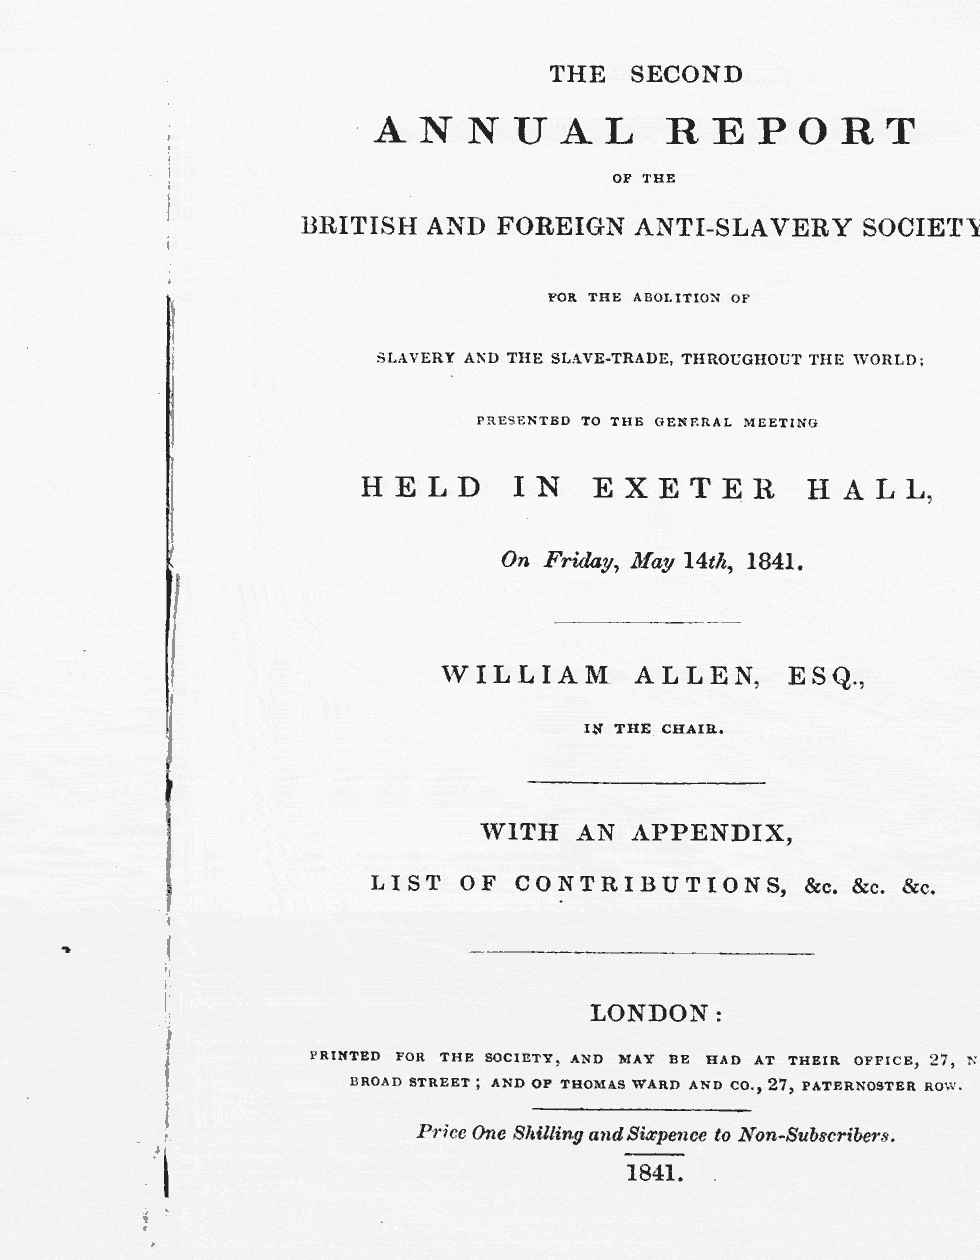 THE SECOND
ANNUAL REPORT
OF THE
BRITISH AND FOREIGN ANTI-SLAVERY SOCIETY
FOR THE ABOLITION OF
SLAVERY AND THE SLAVE-TRADE, THROUGHOUT THE WORLD;
PRESENTED TO THE GENERAL MEETING
HELD IN EXETER HALL,
On Friday, May 14th, 1841.
WILLIAM ALLEN, ESQ.,
IN THE CHAIR.
WITH AN APPENDIX,
LIST OF CONTRIBUTIONS, &c. &c. &c.
LONDON:
PRINTED FOR THE SOCIETY, AND MAY BE HAD AT THEIR OFFICE, 27,
BROAD STREET; AND OF THOMAS WARD AND CO., 27, PATERNOSTER ROW.
Price One Shilling and Sixpence to Non-Subscribers.
1841.